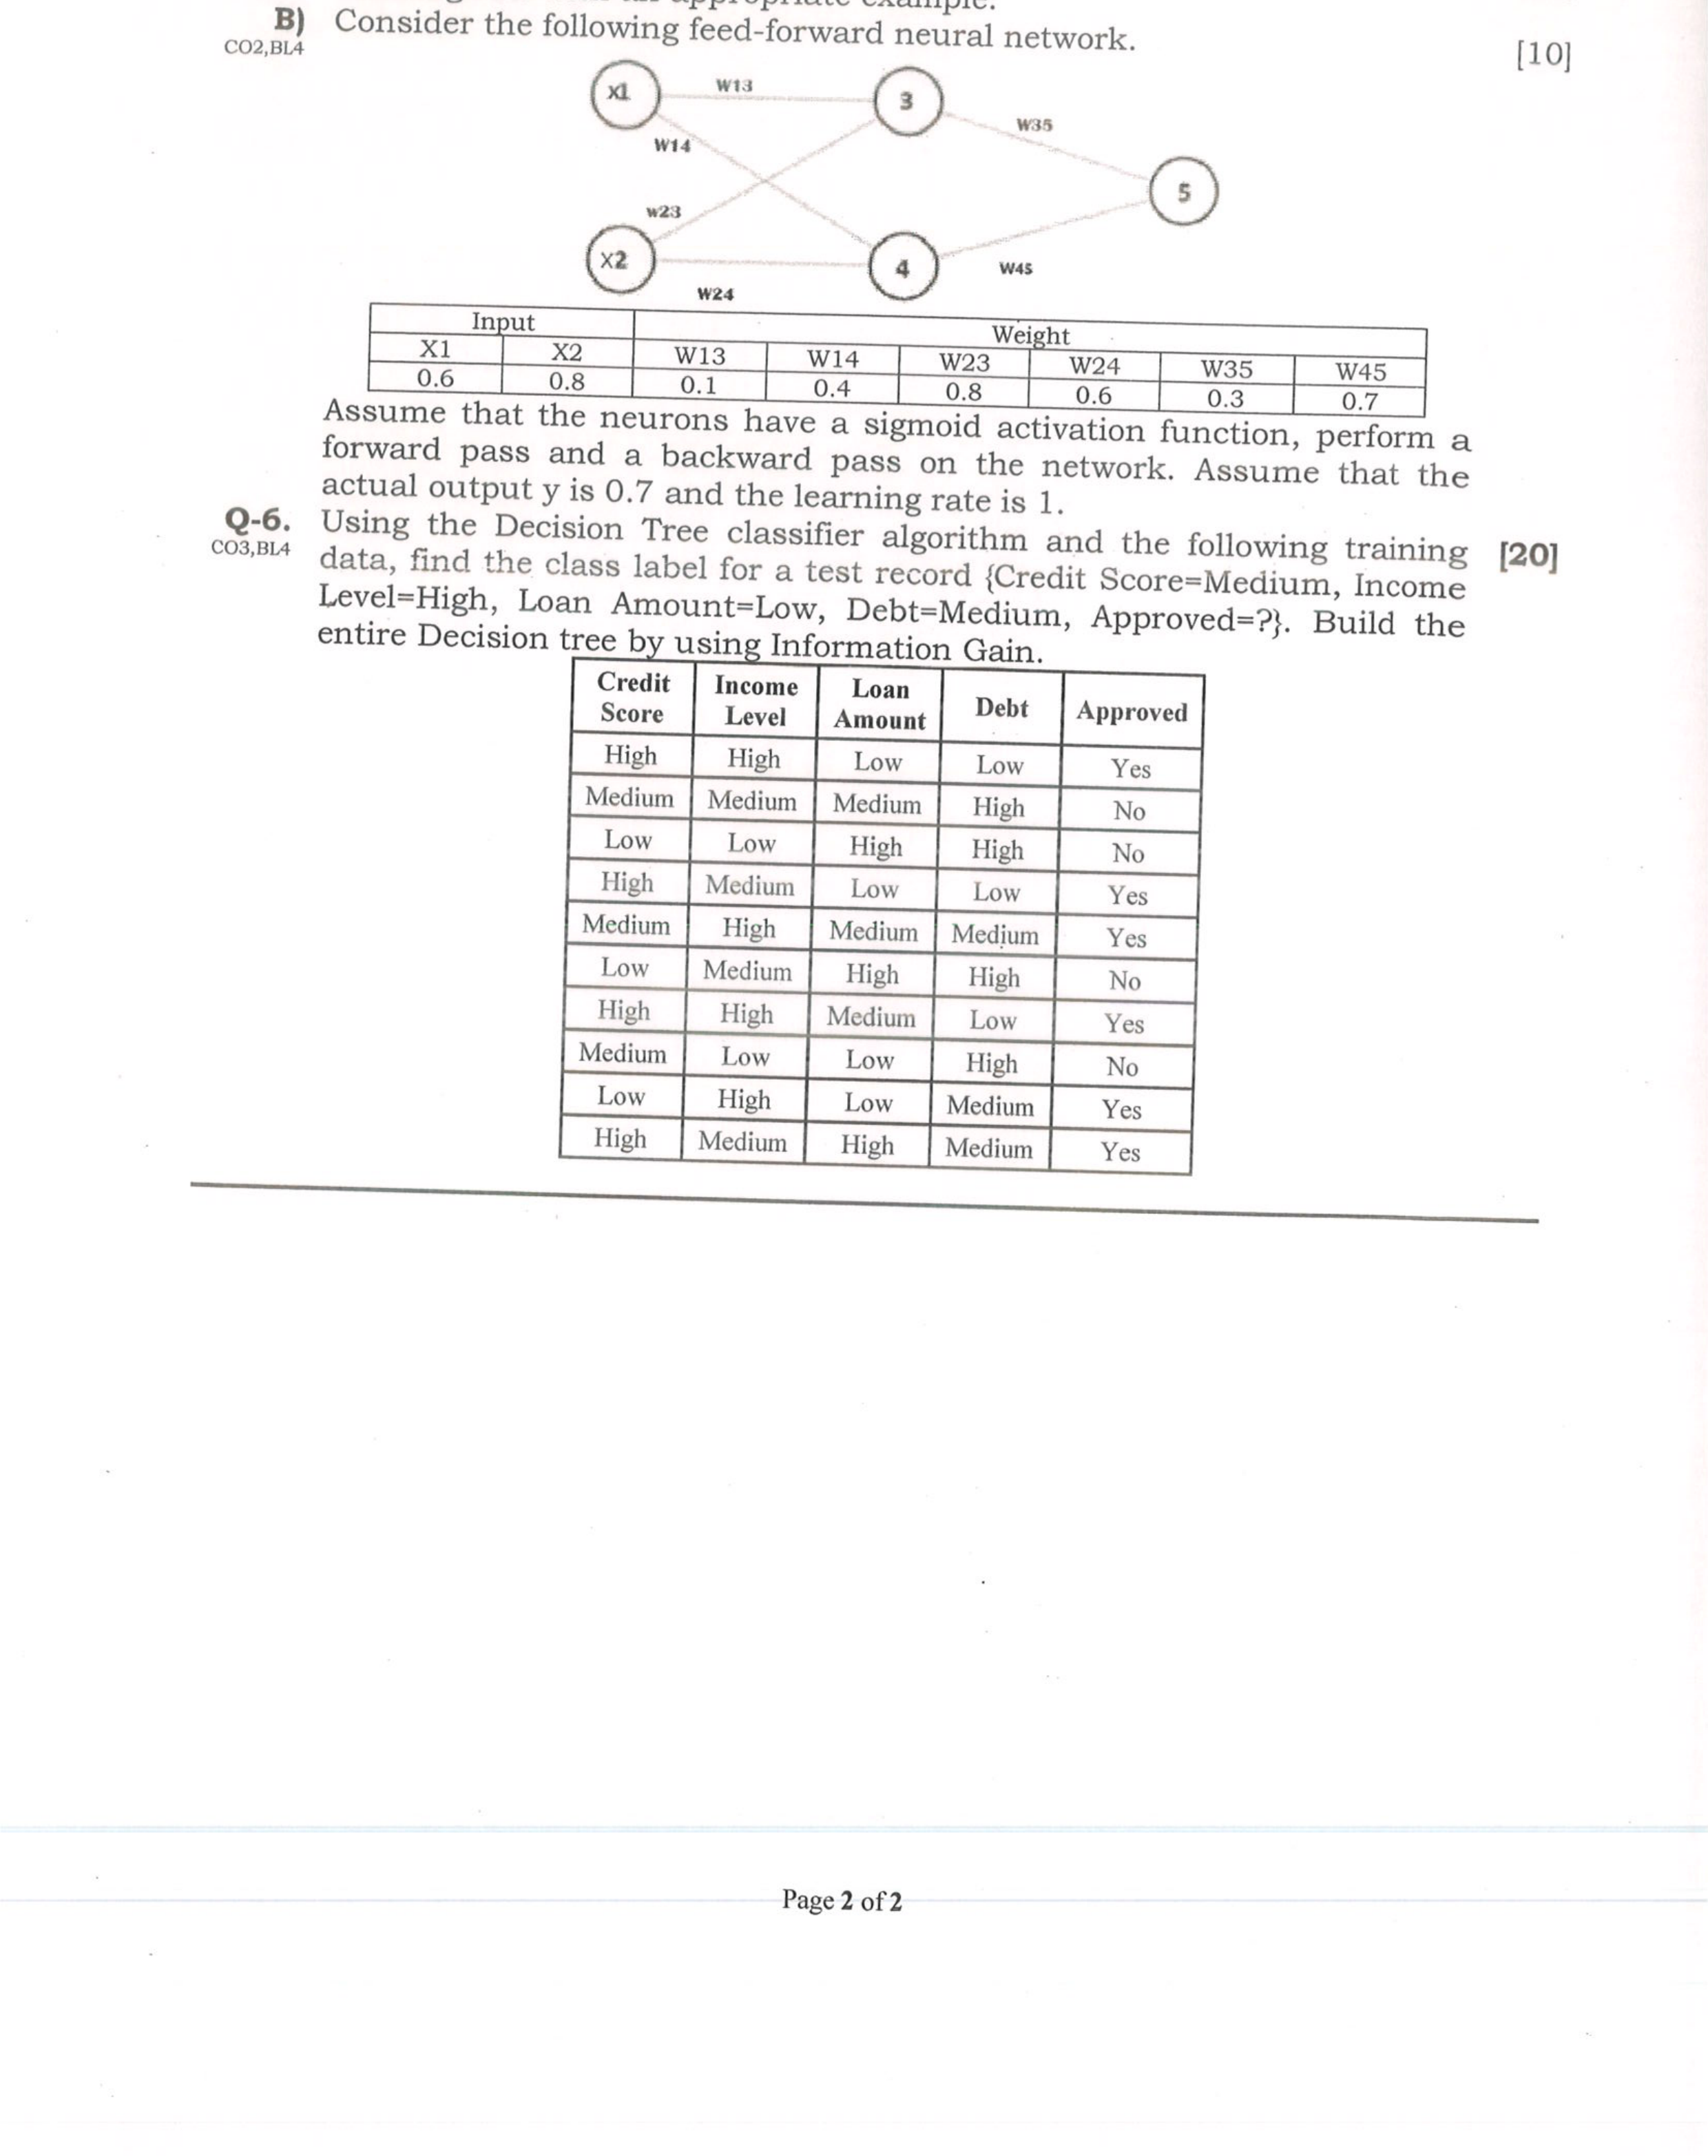 appropriate example.
B) Consider the following feed-forward neural network. [10]
CO2,BL4
x1 W13 3
W35
W14
5
w23
X2 4 W45
W24
Input Weight
X1 X2 W13 W14 W23 W24 W35 W45
0.6 0.8 0.1 0.4 0.8 0.6 0.3 0.7
Assume that the neurons have a sigmoid activation function, perform a
forward pass and a backward pass on the network. Assume that the
actual output y is 0.7 and the learning rate is 1.
Q-6. Using the Decision Tree classifier algorithm and the following training [20]
CO3,BL4 data, find the class label for a test record {Credit Score=Medium, Income
Level=High, Loan Amount=Low, Debt=Medium, Approved=?}. Build the
entire Decision tree by using Information Gain.
Credit Score Income Level Loan Amount Debt Approved
High High Low Low Yes
Medium Medium Medium High No
Low Low High High No
High Medium Low Low Yes
Medium High Medium Medium Yes
Low Medium High High No
High High Medium Low Yes
Medium Low Low High No
Low High Low Medium Yes
High Medium High Medium Yes
Page 2 of 2